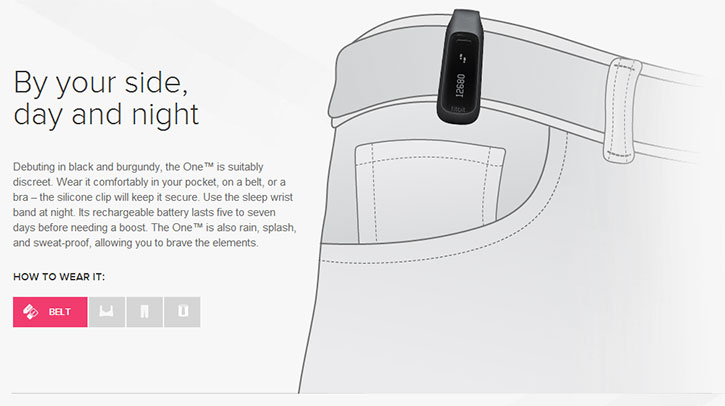 By your side,
day and night
Debuting in black and burgundy, the One™ is suitably
discreet. Wear it comfortably in your pocket, on a belt, or a
bra – the silicone clip will keep it secure. Use the sleep wrist
band at night. Its rechargeable battery lasts five to seven
days before needing a boost. The One™ is also rain, splash,
and sweat-proof, allowing you to brave the elements.
HOW TO WEAR IT:
BELT
12680
fitbit